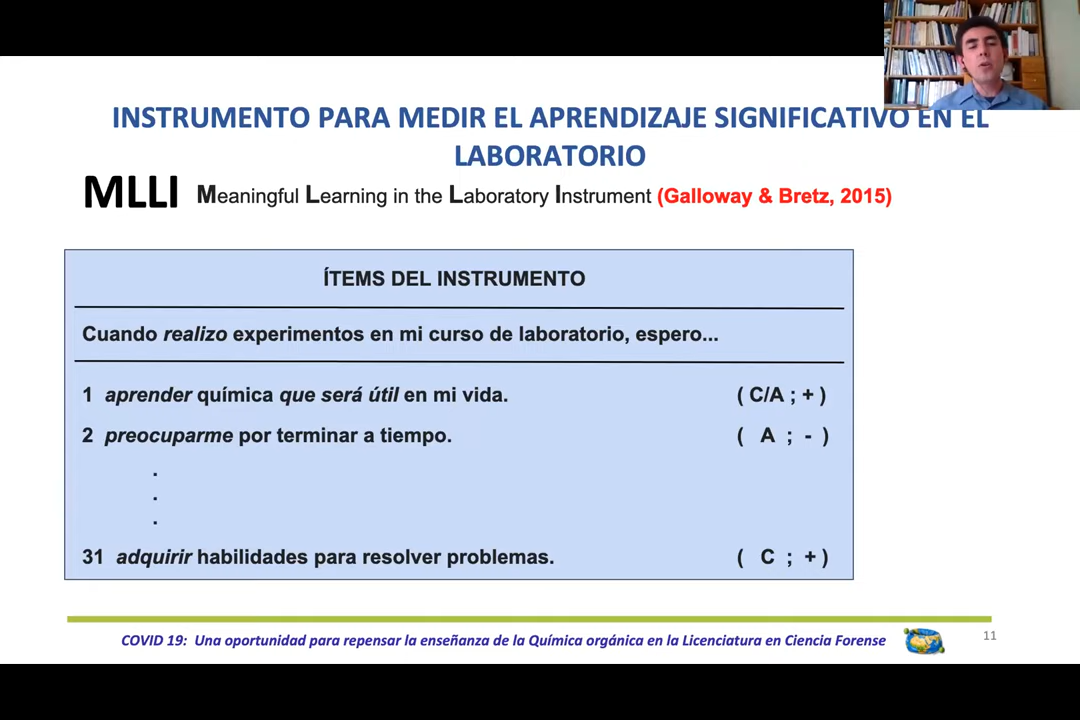 INSTRUMENTO PARA MEDIR EL APRENDIZAJE SIGNIFICATIVO EN EL
LABORATORIO
MLLI Meaningful Learning in the Laboratory Instrument (Galloway & Bretz, 2015)
ÍTEMS DEL INSTRUMENTO
Cuando realizo experimentos en mi curso de laboratorio, espero...
1 aprender química que será útil en mi vida. ( C/A ; + )
2 preocuparme por terminar a tiempo. ( A ; - )
.
.
.
31 adquirir habilidades para resolver problemas. ( C ; + )
COVID 19: Una oportunidad para repensar la enseñanza de la Química orgánica en la Licenciatura en Ciencia Forense
11